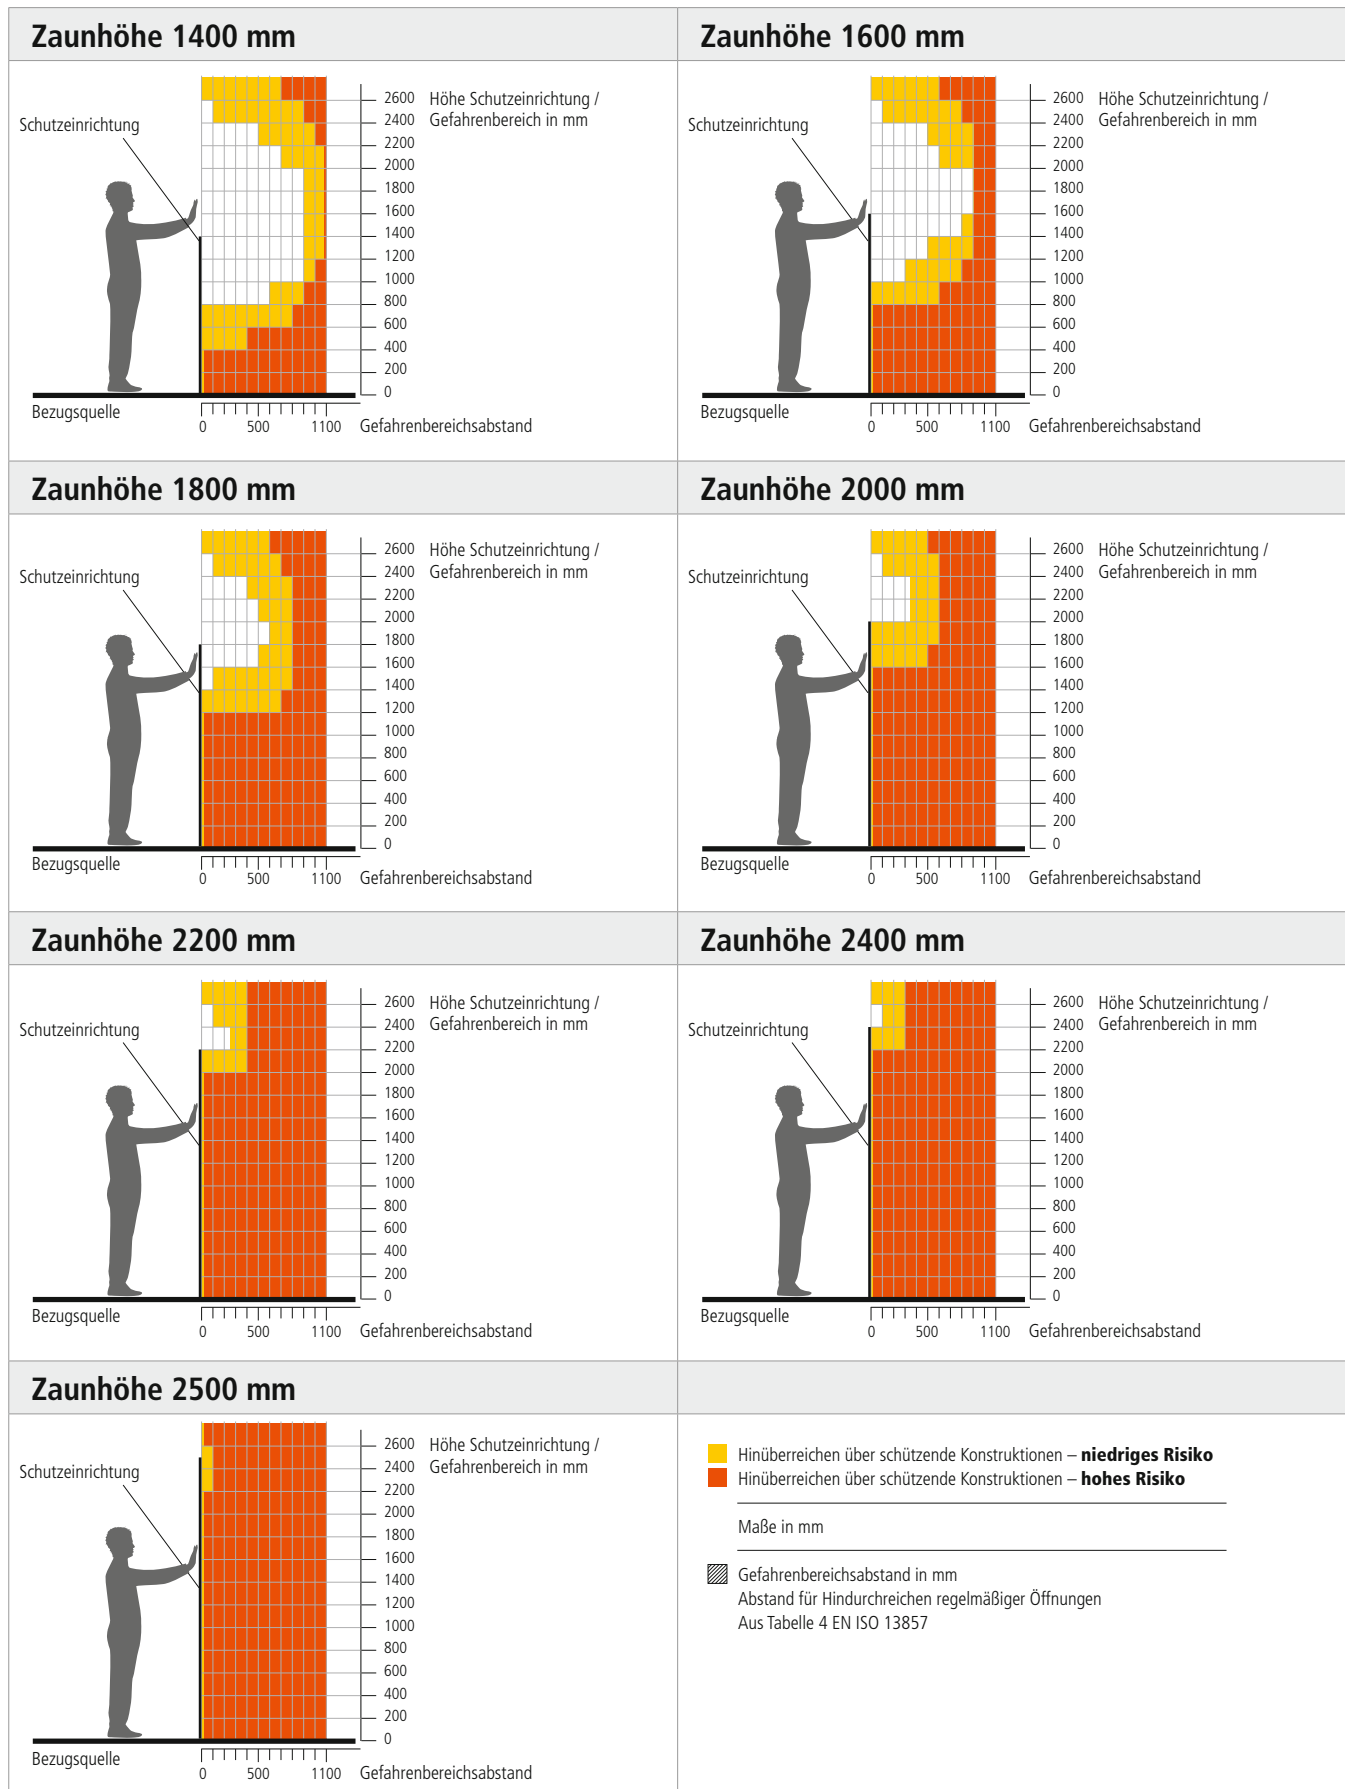 Zaunhöhe 1400 mm
Schutzeinrichtung
2600
2400
2200
2000
1800
1600
1400
1200
1000
800
600
400
200
0
Höhe Schutzeinrichtung /
Gefahrenbereich in mm
Bezugsquelle
0 500 1100 Gefahrenbereichsabstand
Zaunhöhe 1600 mm
Schutzeinrichtung
2600
2400
2200
2000
1800
1600
1400
1200
1000
800
600
400
200
0
Höhe Schutzeinrichtung /
Gefahrenbereich in mm
Bezugsquelle
0 500 1100 Gefahrenbereichsabstand
Zaunhöhe 1800 mm
Schutzeinrichtung
2600
2400
2200
2000
1800
1600
1400
1200
1000
800
600
400
200
0
Höhe Schutzeinrichtung /
Gefahrenbereich in mm
Bezugsquelle
0 500 1100 Gefahrenbereichsabstand
Zaunhöhe 2000 mm
Schutzeinrichtung
2600
2400
2200
2000
1800
1600
1400
1200
1000
800
600
400
200
0
Höhe Schutzeinrichtung /
Gefahrenbereich in mm
Bezugsquelle
0 500 1100 Gefahrenbereichsabstand
Zaunhöhe 2200 mm
Schutzeinrichtung
2600
2400
2200
2000
1800
1600
1400
1200
1000
800
600
400
200
0
Höhe Schutzeinrichtung /
Gefahrenbereich in mm
Bezugsquelle
0 500 1100 Gefahrenbereichsabstand
Zaunhöhe 2400 mm
Schutzeinrichtung
2600
2400
2200
2000
1800
1600
1400
1200
1000
800
600
400
200
0
Höhe Schutzeinrichtung /
Gefahrenbereich in mm
Bezugsquelle
0 500 1100 Gefahrenbereichsabstand
Zaunhöhe 2500 mm
Schutzeinrichtung
2600
2400
2200
2000
1800
1600
1400
1200
1000
800
600
400
200
0
Höhe Schutzeinrichtung /
Gefahrenbereich in mm
Bezugsquelle
0 500 1100 Gefahrenbereichsabstand
Hinüberreichen über schützende Konstruktionen – niedriges Risiko
Hinüberreichen über schützende Konstruktionen – hohes Risiko
Maße in mm
Gefahrenbereichsabstand in mm
Abstand für Hindurchreichen regelmäßiger Öffnungen
Aus Tabelle 4 EN ISO 13857